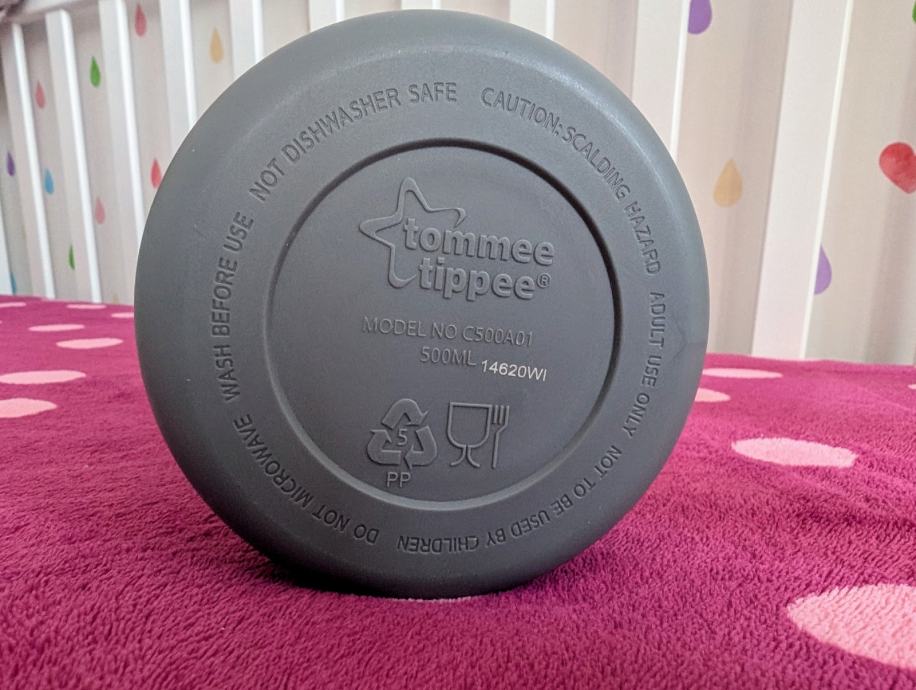 tommee
tippee®
MODEL NO C500A01
500ML 14620WI
5
PP
WASH BEFORE USE NOT DISHWASHER SAFE CAUTION: SCALDING HAZARD ADULT USE ONLY NOT TO BE USED BY CHILDREN DO NOT MICROWAVE